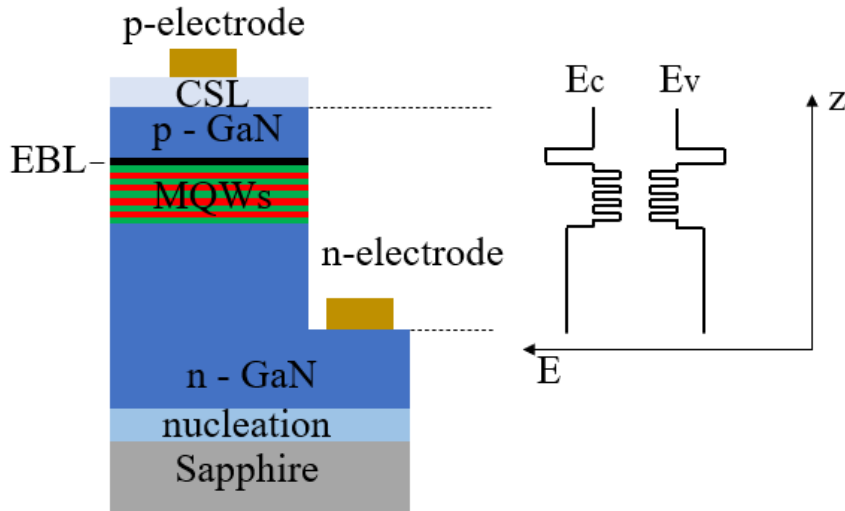 p-electrode
CSL
p - GaN
EBL
MQWs
n-electrode
n - GaN
nucleation
Sapphire
Ec
Ev
z
E